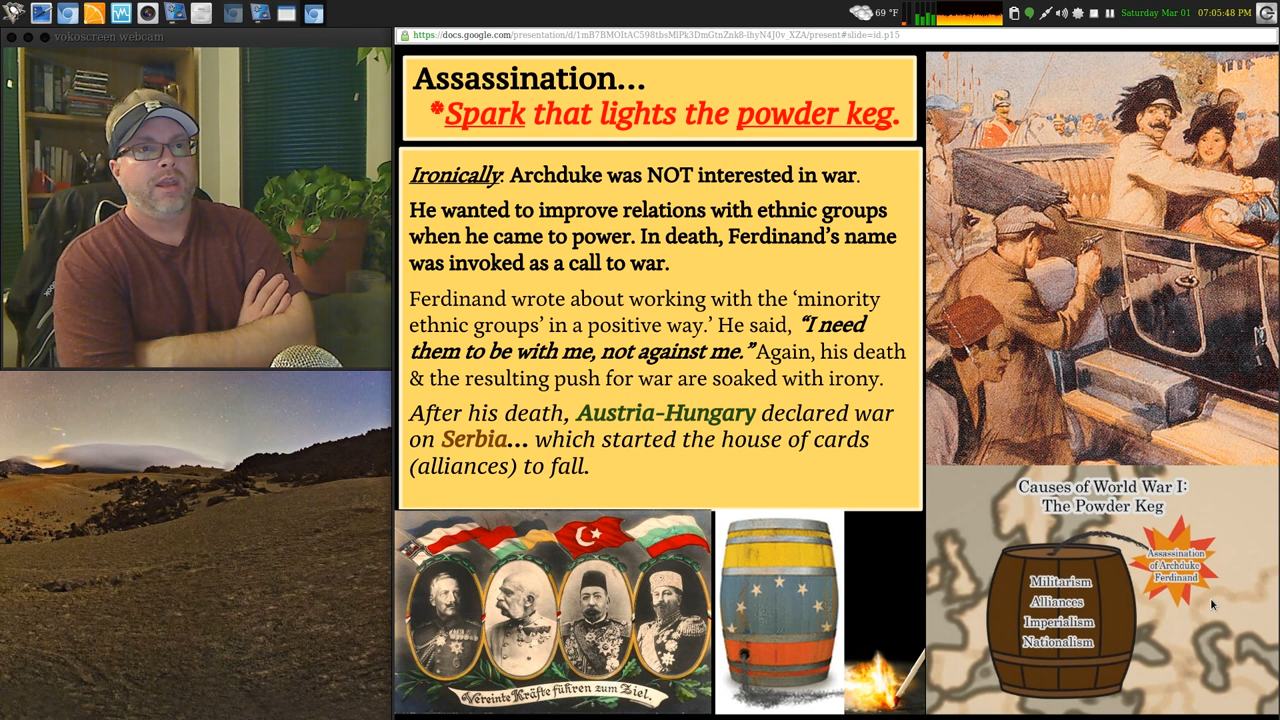 69 °F
Saturday Mar 01
07:05:48 PM
vokoscreen webcam
https://docs.google.com/presentation/d/1mB7BMOItAC598tbsMlPk3DmGtnZnk8-lhyN4J0v_XZA/present#slide=id.p15
Assassination...
*Spark that lights the powder keg.
Ironically: Archduke was NOT interested in war.
He wanted to improve relations with ethnic groups
when he came to power. In death, Ferdinand's name
was invoked as a call to war.
Ferdinand wrote about working with the 'minority
ethnic groups' in a positive way.' He said, "I need
them to be with me, not against me." Again, his death
& the resulting push for war are soaked with irony.
After his death, Austria-Hungary declared war
on Serbia... which started the house of cards
(alliances) to fall.
Vereinte Kräfte führen zum Ziel.
Causes of World War I:
The Powder Keg
Assassination
of Archduke
Ferdinand
Militarism
Alliances
Imperialism
Nationalism